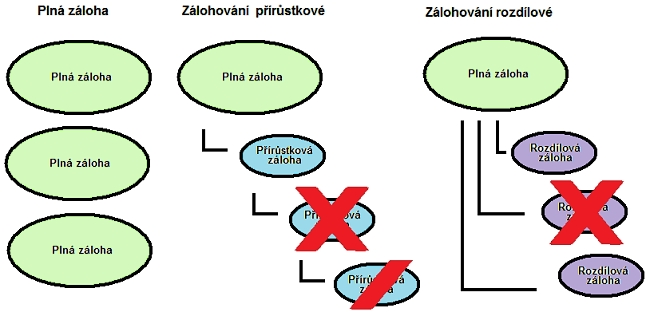 Plná záloha
Plná záloha
Plná záloha
Plná záloha
Zálohování přírůstkové
Plná záloha
Přírůstková
záloha
Zálohování rozdílové
Plná záloha
Rozdílová
záloha
Rozdílová
záloha